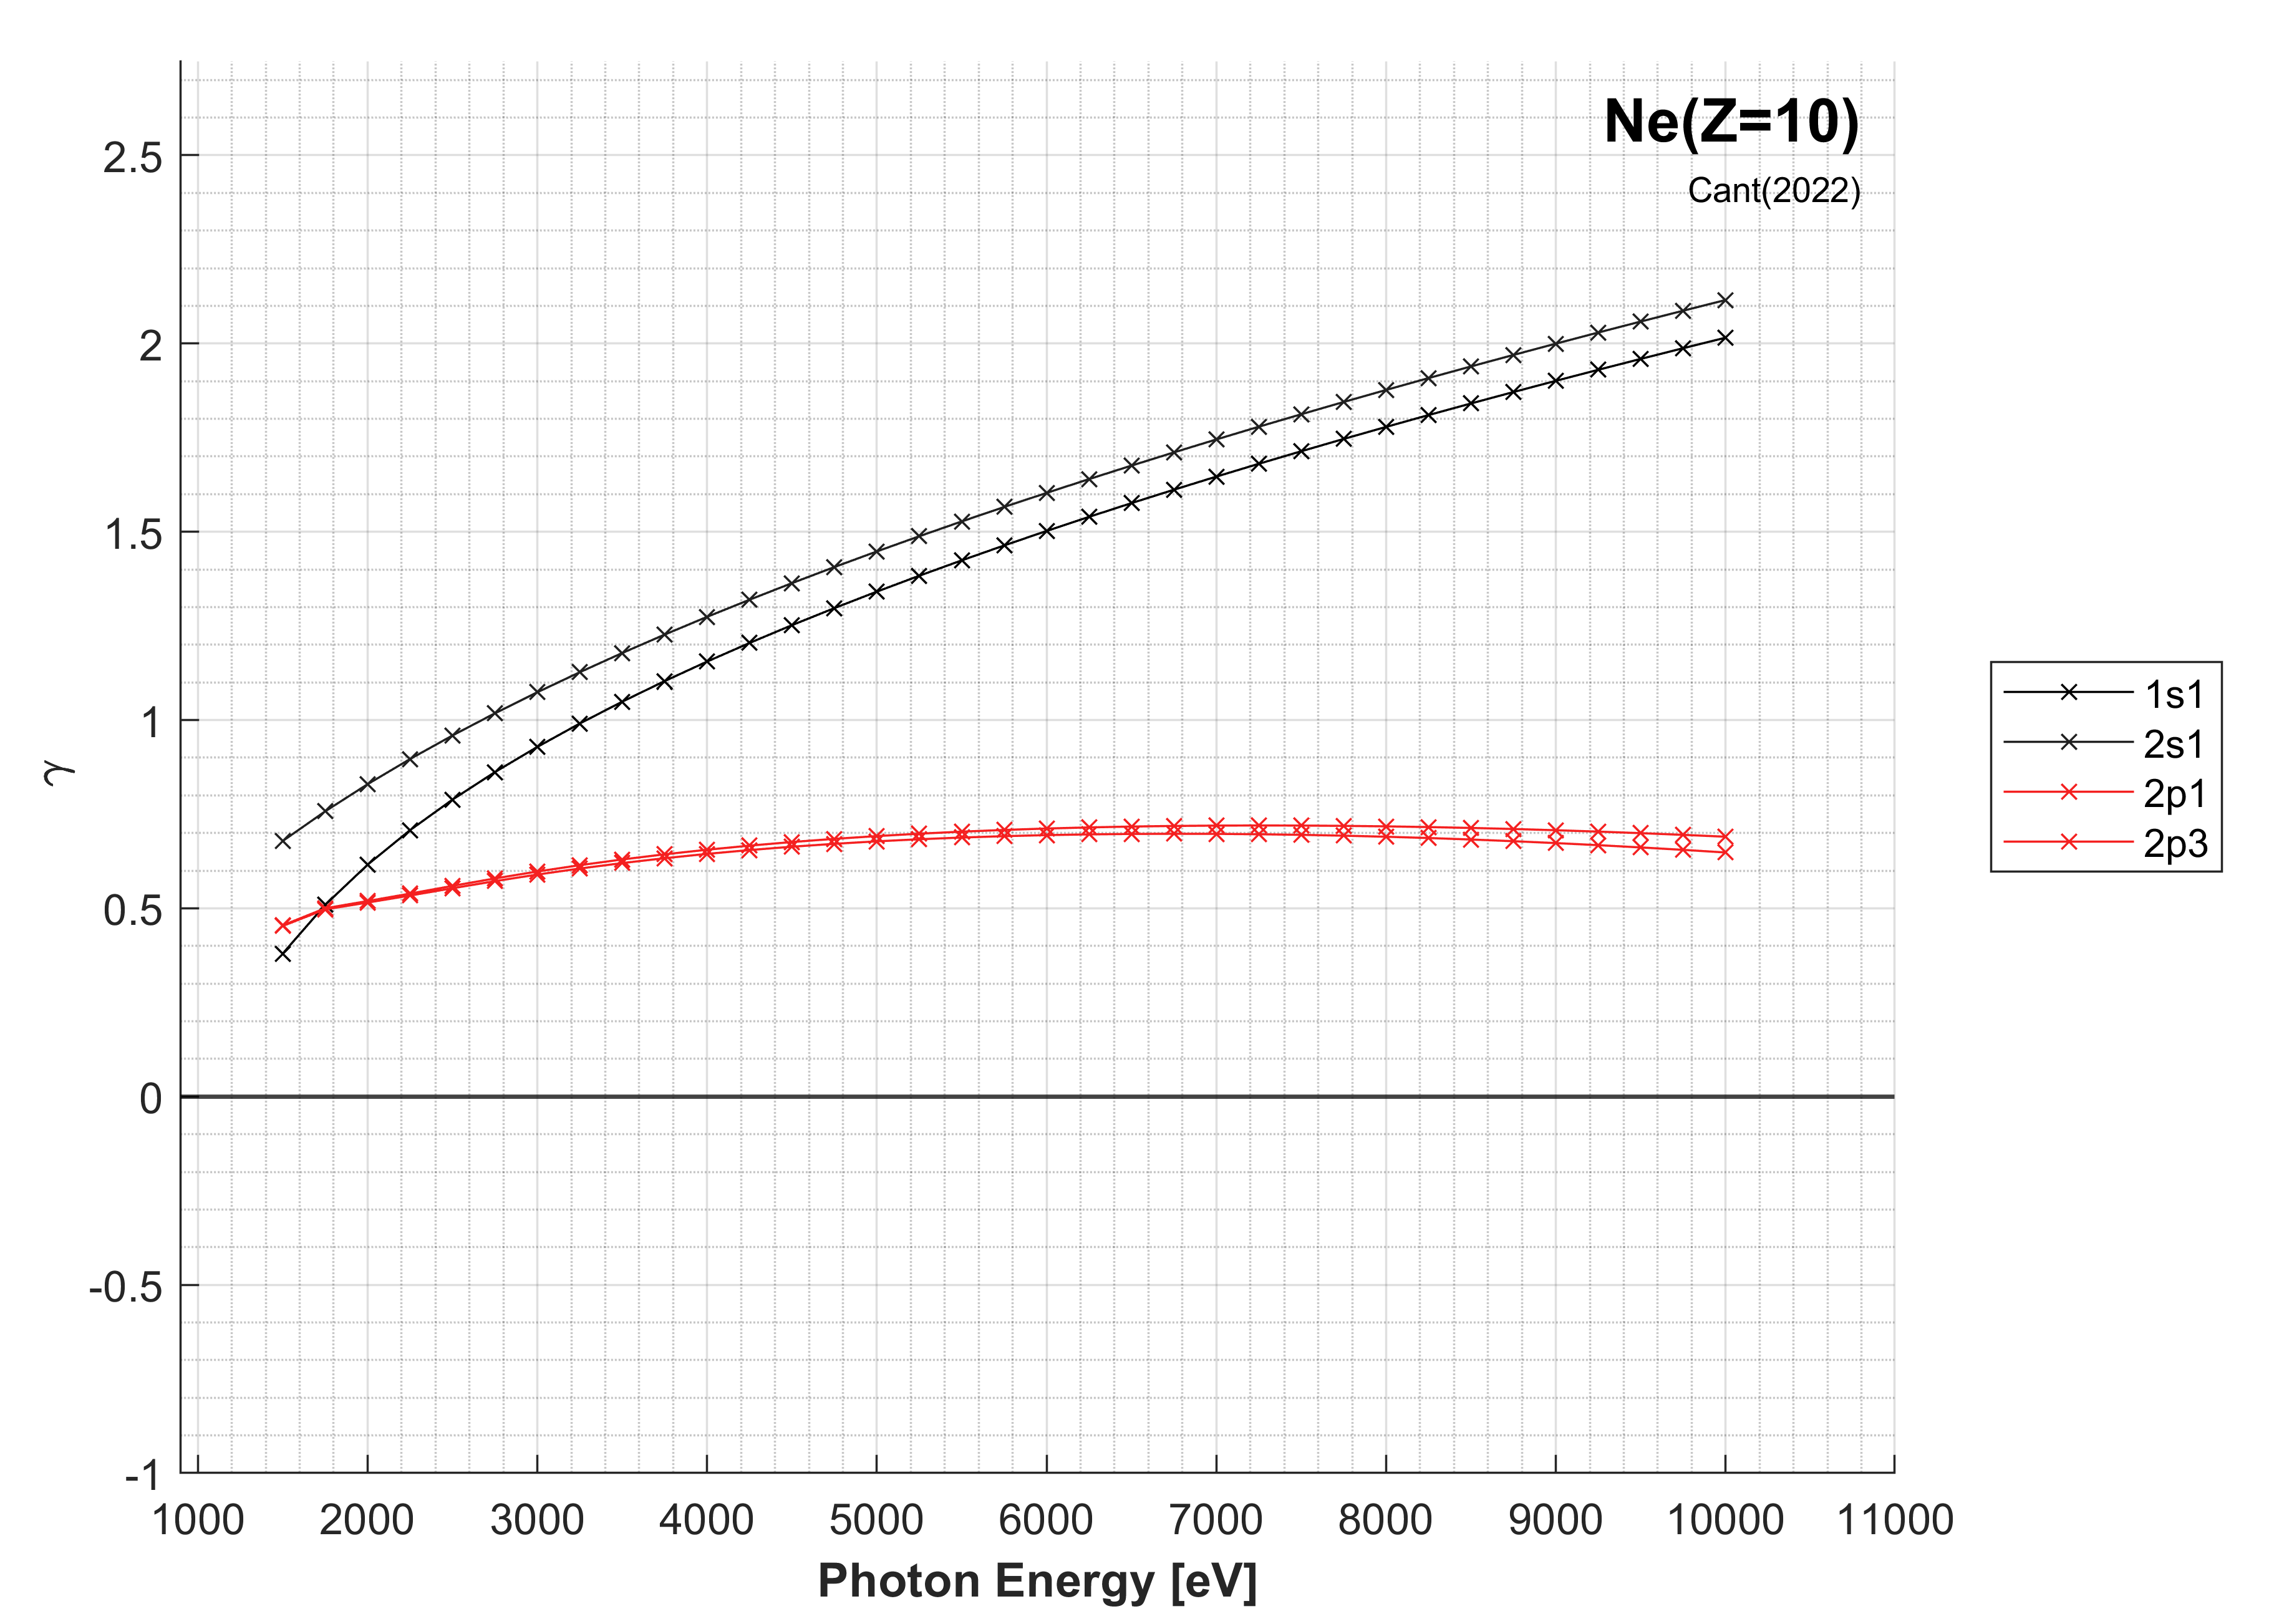 Ne(Z=10)
Cant(2022)
2.5
2
1.5
1
0.5
0
-0.5
-1
γ
1000 2000 3000 4000 5000 6000 7000 8000 9000 10000 11000
Photon Energy [eV]
1s1
2s1
2p1
2p3